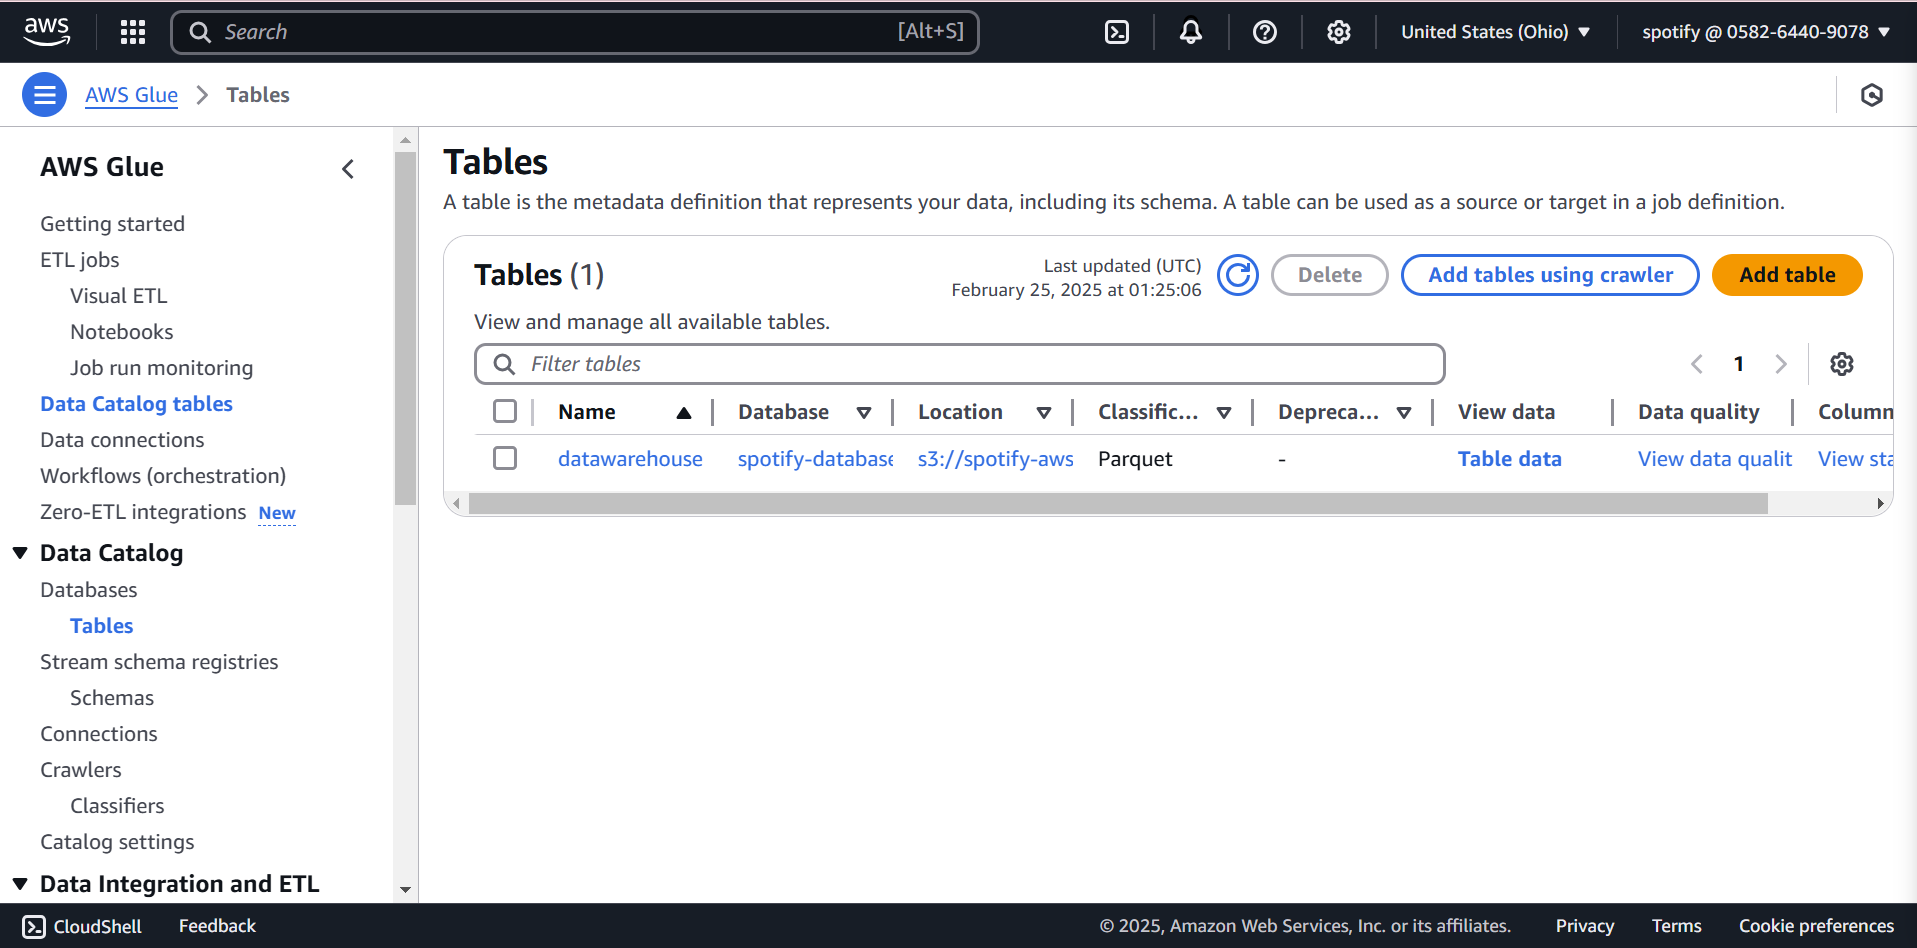 aws
Search [Alt+S]
United States (Ohio)
spotify @ 0582-6440-9078
AWS Glue > Tables
AWS Glue
Getting started
ETL jobs
Visual ETL
Notebooks
Job run monitoring
Data Catalog tables
Data connections
Workflows (orchestration)
Zero-ETL integrations New
Data Catalog
Databases
Tables
Stream schema registries
Schemas
Connections
Crawlers
Classifiers
Catalog settings
Data Integration and ETL
Tables
A table is the metadata definition that represents your data, including its schema. A table can be used as a source or target in a job definition.
Tables (1)
Last updated (UTC)
February 25, 2025 at 01:25:06
Delete
Add tables using crawler
Add table
View and manage all available tables.
Filter tables
1
Name Database Location Classific... Depreca... View data Data quality Column
datawarehouse spotify-database s3://spotify-aws Parquet - Table data View data qualit View sta
CloudShell Feedback
© 2025, Amazon Web Services, Inc. or its affiliates. Privacy Terms Cookie preferences